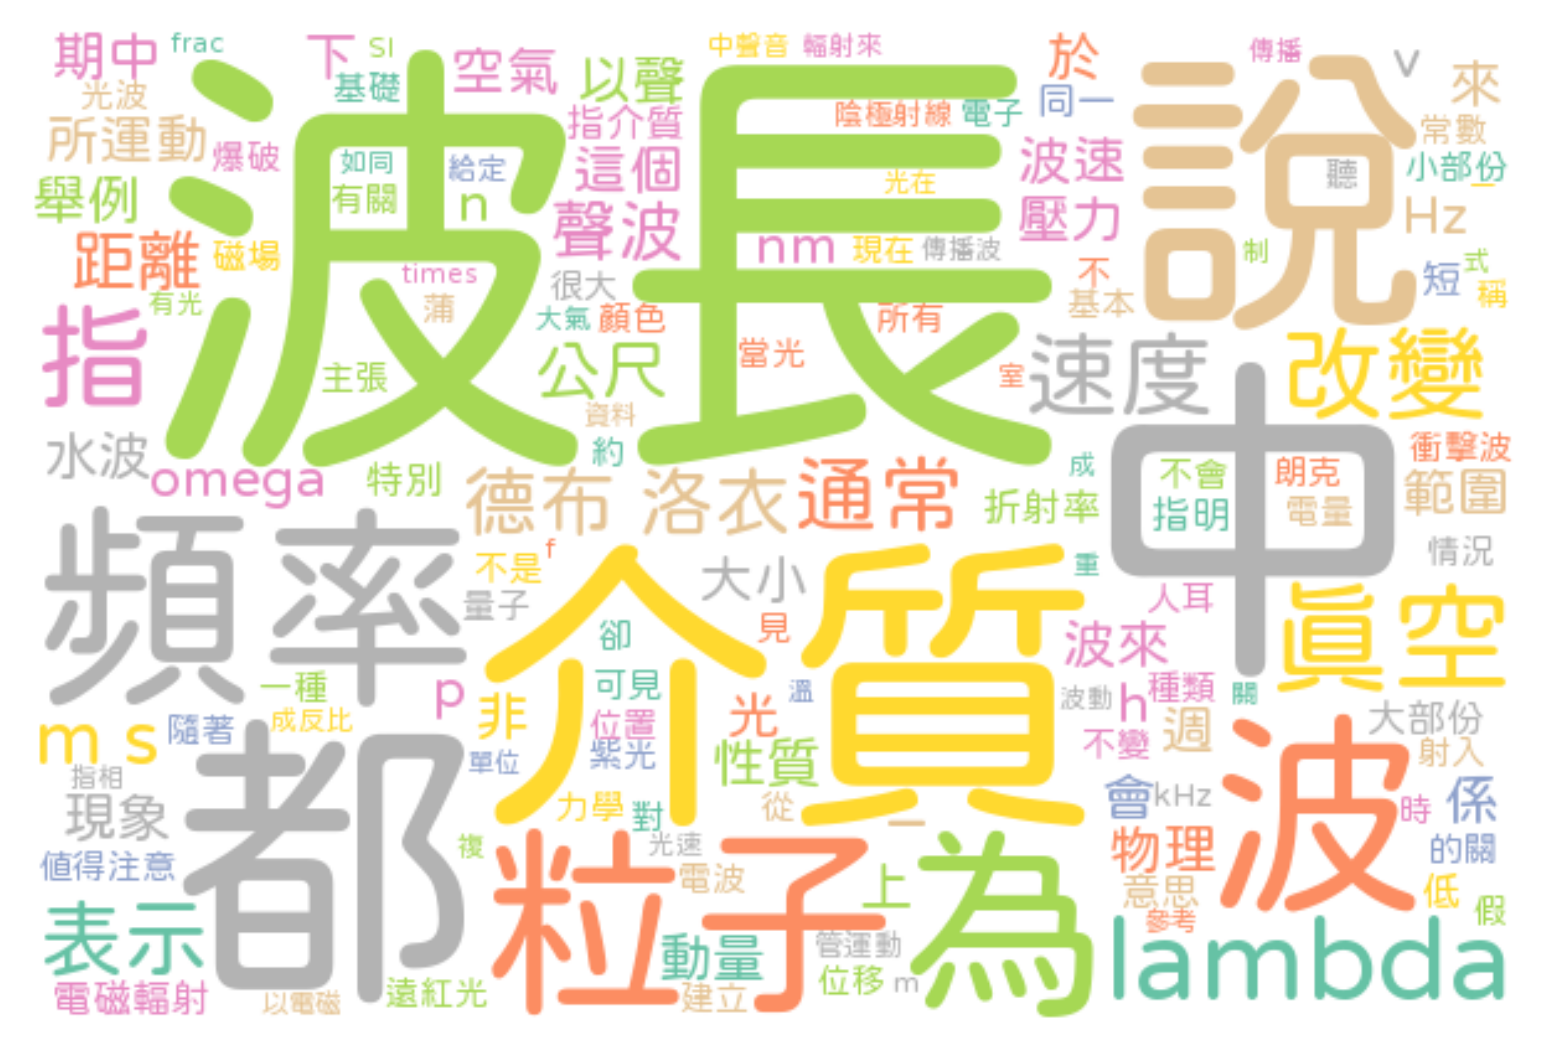 期中
frac
下
SI
空氣
以聲
中聲音
輻射來
於
傳播
v
來
光波
基礎
同一
常數
所運動
爆破
如同
給定
指介質
陰極射線
電子
波長
說
聽
小部份
一
舉例
有關
n
這個
光在
波速
Hz
距離
磁場
聲波
nm
現在
傳播波
壓力
制
式
times
很大
不
短
稱
有光
蒲
大氣
顏色
所有
基本
指
主張
公尺
當光
室
速度
改變
資料
水波
omega
特別
約
德布
洛衣
通常
成
折射率
中
不會
朗克
衝擊波
指明
電量
範圍
頻率
不是
f
量子
介質
大小
重
情況
卻
見
人耳
眞空
波來
一種
p
可見
溫
波動
h
種類
關
m s
隨著
成反比
非
位置
光
不變
週
大部份
射入
指相
都
單位
紫光
性質
波
現象
力學
對
從
一
會
kHz
時
係
值得注意
複
粒子
光速
電波
上
為
物理
的關
意思
低
表示
動量
管運動
參考
假
lambda
電磁輻射
以電磁
遠紅光
建立
位移
m